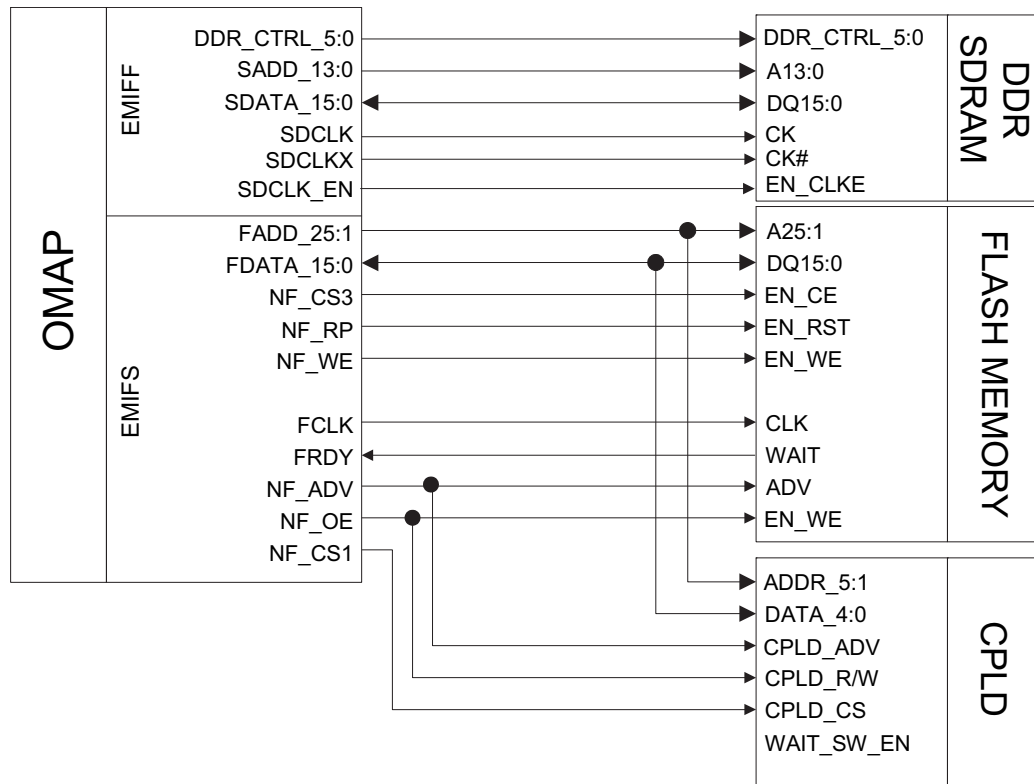 OMAP
EMIFF
DDR_CTRL_5:0
SADD_13:0
SDATA_15:0
SDCLK
SDCLKX
SDCLK_EN
EMIFS
FADD_25:1
FDATA_15:0
NF_CS3
NF_RP
NF_WE
FCLK
FRDY
NF_ADV
NF_OE
NF_CS1
DDR_CTRL_5:0
A13:0
DQ15:0
CK
CK#
EN_CLKE
DDR
SDRAM
A25:1
DQ15:0
EN_CE
EN_RST
EN_WE
CLK
WAIT
ADV
EN_WE
FLASH MEMORY
ADDR_5:1
DATA_4:0
CPLD_ADV
CPLD_R/W
CPLD_CS
WAIT_SW_EN
CPLD